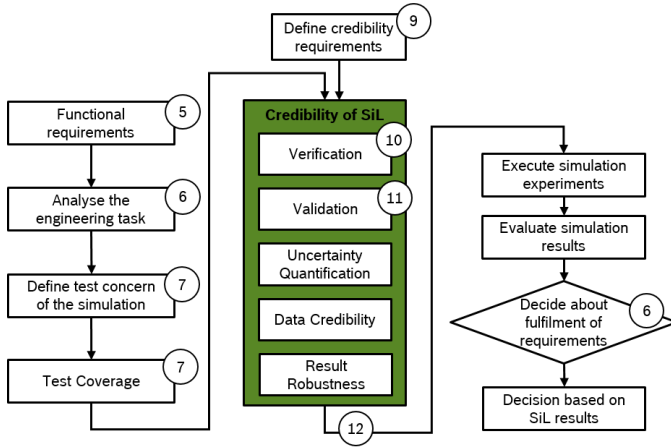 Define credibility
requirements
9
Functional
requirements
5
Analyse the
engineering task
6
Define test concern
of the simulation
7
Test Coverage
7
Credibility of SiL
Verification
10
Validation
11
Uncertainty
Quantification
Data Credibility
Result
Robustness
12
Execute simulation
experiments
Evaluate simulation
results
Decide about
fulfilment of
requirements
6
Decision based on
SiL results